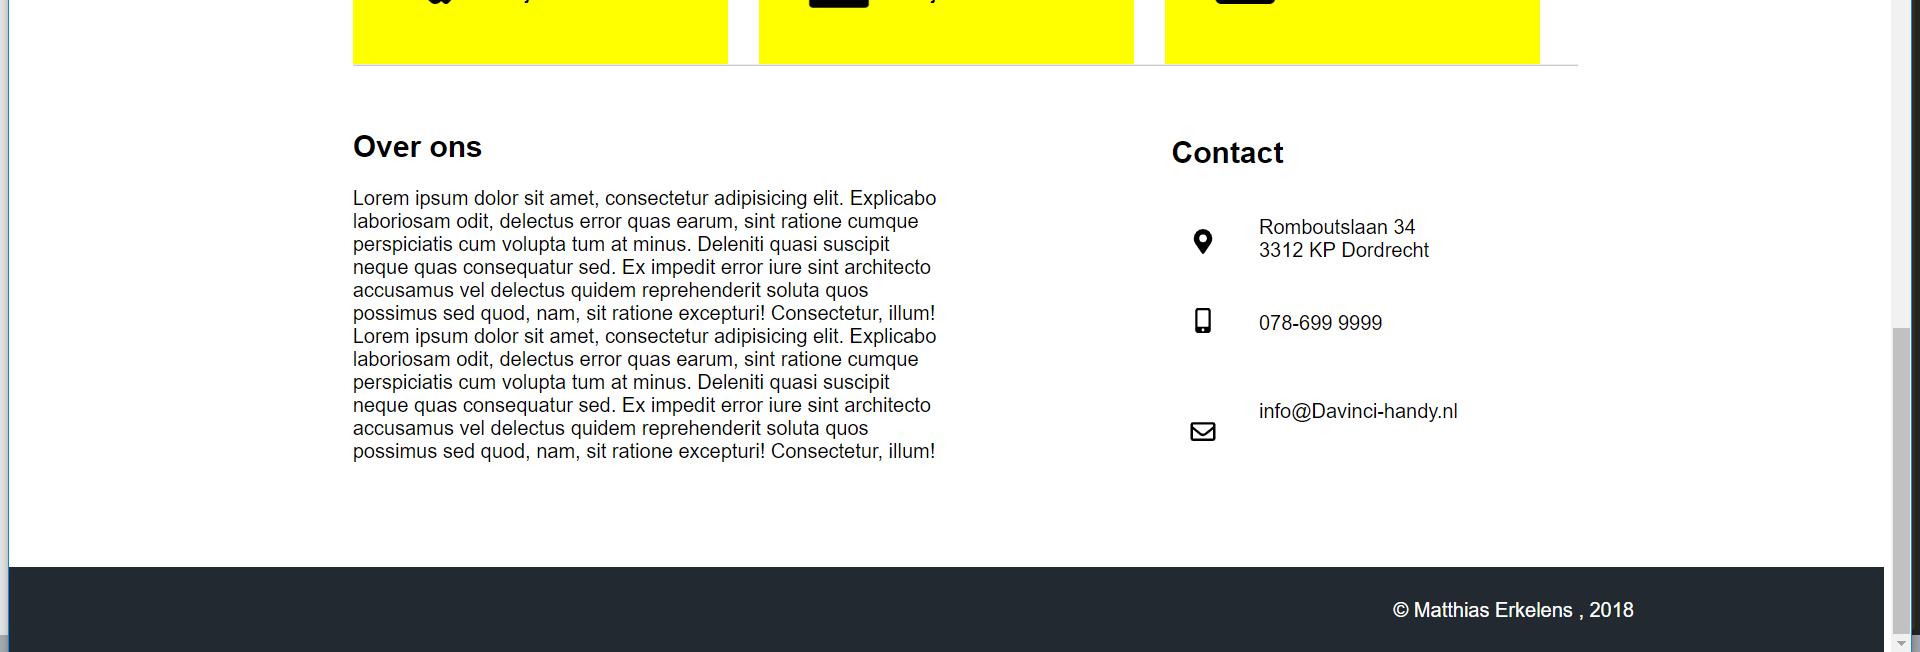 Over ons
Lorem ipsum dolor sit amet, consectetur adipisicing elit. Explicabo
laboriosam odit, delectus error quas earum, sint ratione cumque
perspiciatis cum volupta tum at minus. Deleniti quasi suscipit
neque quas consequatur sed. Ex impedit error iure sint architecto
accusamus vel delectus quidem reprehenderit soluta quos
possimus sed quod, nam, sit ratione excepturi! Consectetur, illum!
Lorem ipsum dolor sit amet, consectetur adipisicing elit. Explicabo
laboriosam odit, delectus error quas earum, sint ratione cumque
perspiciatis cum volupta tum at minus. Deleniti quasi suscipit
neque quas consequatur sed. Ex impedit error iure sint architecto
accusamus vel delectus quidem reprehenderit soluta quos
possimus sed quod, nam, sit ratione excepturi! Consectetur, illum!
Contact
Romboutslaan 34
3312 KP Dordrecht
078-699 9999
info@Davinci-handy.nl
© Matthias Erkelens , 2018